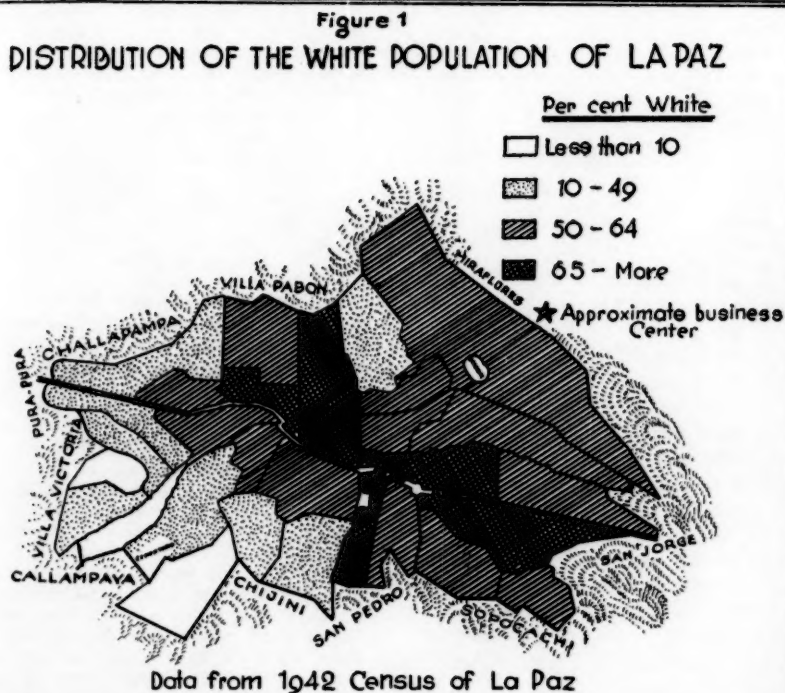 Figure 1
DISTRIBUTION OF THE WHITE POPULATION OF LA PAZ
Per cent White
Less than 10
10 - 49
50 - 64
65 - More
Approximate business
Center
MIRAFLORES
VILLA PABON
CHALLAPAMPA
PURA-PURA
VILLA VICTORIA
CALLAMPAYA
CHIJINI
SAN PEDRO
SOPOCACHI
SAN JORGE
Data from 1942 Census of La Paz